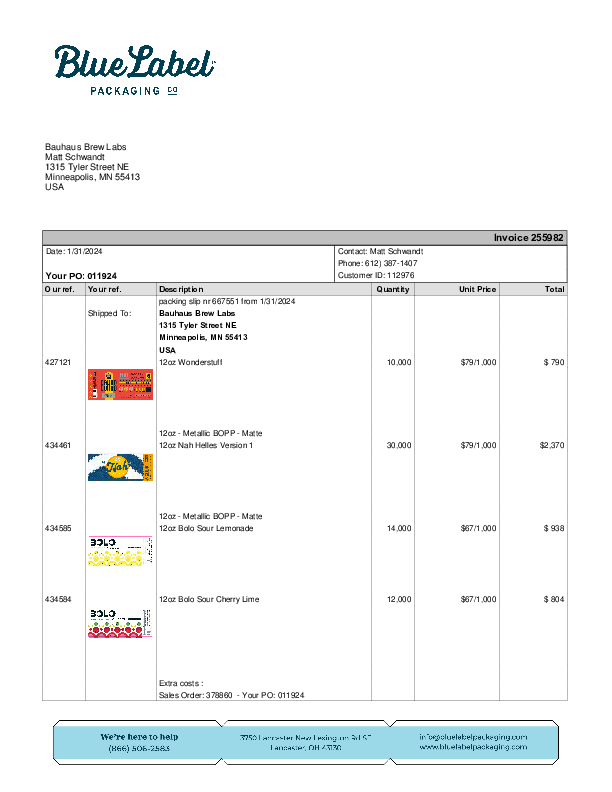 Blue Label
PACKAGING CO
Bauhaus Brew Labs
Matt Schwandt
1315 Tyler Street NE
Minneapolis, MN 55413
USA
Invoice 255982
Date: 1/31/2024
Contact: Matt Schwandt
Phone: 612) 387-1407
Your PO: 011924
Customer ID: 112976
Our ref. Your ref. Description Quantity Unit Price Total
packing slip nr 667551 from 1/31/2024
Shipped To: Bauhaus Brew Labs
1315 Tyler Street NE
Minneapolis, MN 55413
USA
427121 12oz Wonderstuff 10,000 $79/1,000 $ 790
12oz - Metallic BOPP - Matte
434461 12oz Nah Helles Version 1 30,000 $79/1,000 $2,370
Nah
12oz - Metallic BOPP - Matte
434585 12oz Bolo Sour Lemonade 14,000 $67/1,000 $ 938
BOLO
434584 12oz Bolo Sour Cherry Lime 12,000 $67/1,000 $ 804
BOLO
Extra costs :
Sales Order: 378860 - Your PO: 011924
We're here to help
(866) 506-2583
3750 Lancaster New Lexington Rd SE
Lancaster, OH 43130
info@bluelabelpackaging.com
www.bluelabelpackaging.com